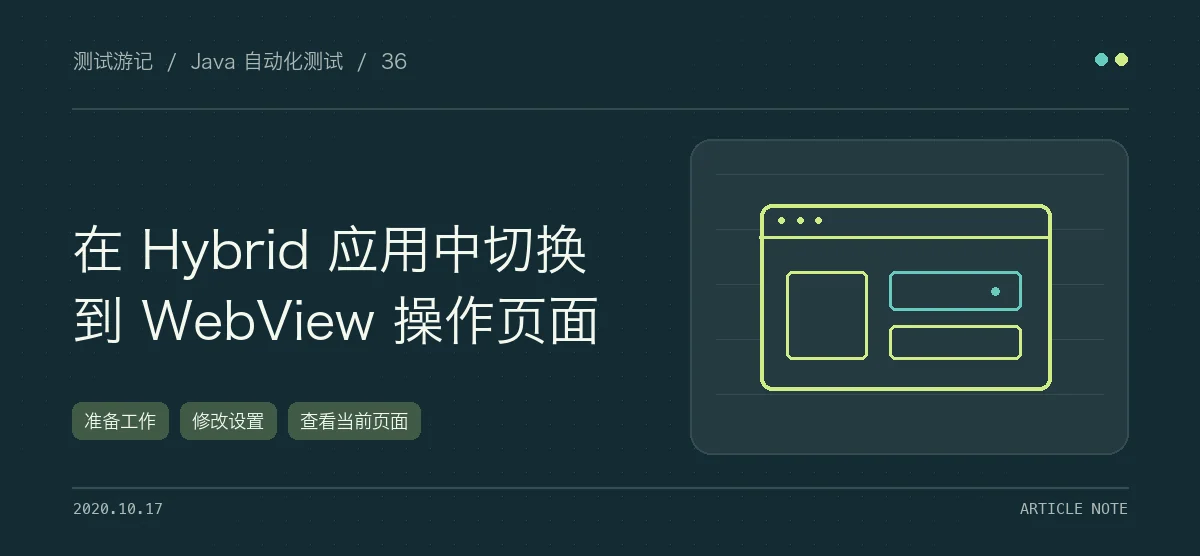 测试游记 / Java 自动化测试 / 36
在 Hybrid 应用中切换
到 WebView 操作页面
准备工作 修改设置 查看当前页面
2020.10.17
ARTICLE NOTE